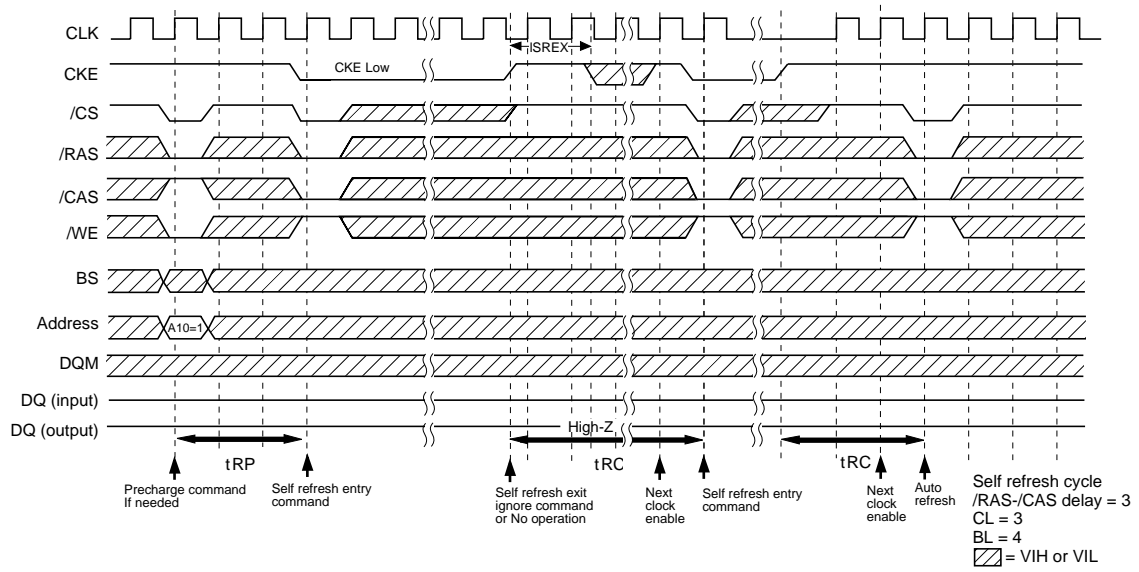 CLK
ISREX
CKE
CKE Low
/CS
/RAS
/CAS
/WE
BS
Address
A10=1
DQM
DQ (input)
DQ (output)
High-Z
tRP
tRC
tRC
Precharge command
If needed
Self refresh entry
command
Self refresh exit
ignore command
or No operation
Next
clock
enable
Self refresh entry
command
Next
clock
enable
Auto
refresh
Self refresh cycle
/RAS-/CAS delay = 3
CL = 3
BL = 4
= VIH or VIL